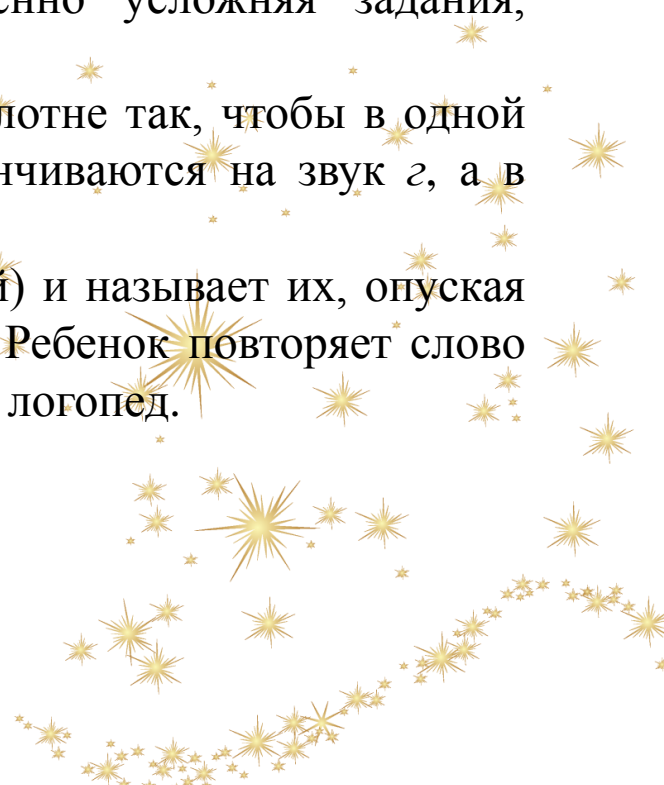 енно усложняя задания,
лотне так, чтобы в одной
нчиваются на звук г, а в
й) и называет их, опуская
Ребенок повторяет слово
логопед.